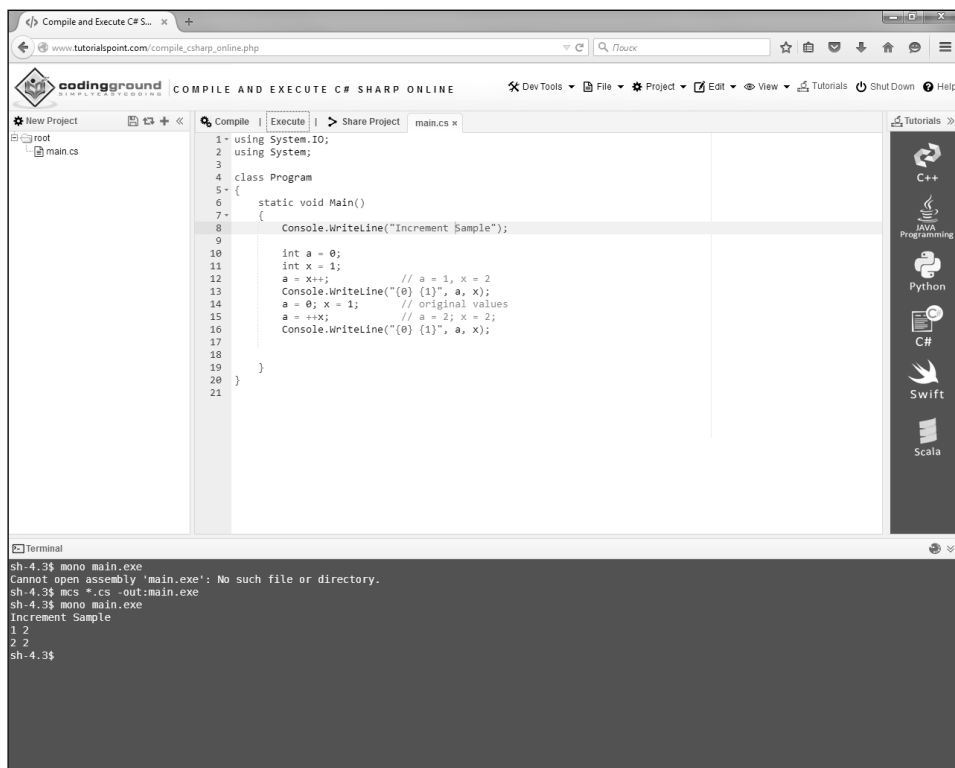 </> Compile and Execute C# S... × +
www.tutorialspoint.com/compile_csharp_online.php
Поиск
codingground
SIMPLYEASYCODING
COMPILE AND EXECUTE C# SHARP ONLINE
Dev Tools File Project Edit View Tutorials Shut Down Help
New Project
root
main.cs
Compile | Execute | Share Project main.cs ×
1 using System.IO;
2 using System;
3
4 class Program
5 {
6 static void Main()
7 {
8 Console.WriteLine("Increment Sample");
9
10 int a = 0;
11 int x = 1;
12 a = x++; // a = 1, x = 2
13 Console.WriteLine("{0} {1}", a, x);
14 a = 0; x = 1; // original values
15 a = ++x; // a = 2; x = 2;
16 Console.WriteLine("{0} {1}", a, x);
17
18
19 }
20 }
21
Tutorials
C++
JAVA
Programming
Python
C#
C#
Swift
Scala
Terminal
sh-4.3$ mono main.exe
Cannot open assembly 'main.exe': No such file or directory.
sh-4.3$ mcs *.cs -out:main.exe
sh-4.3$ mono main.exe
Increment Sample
1 2
2 2
sh-4.3$